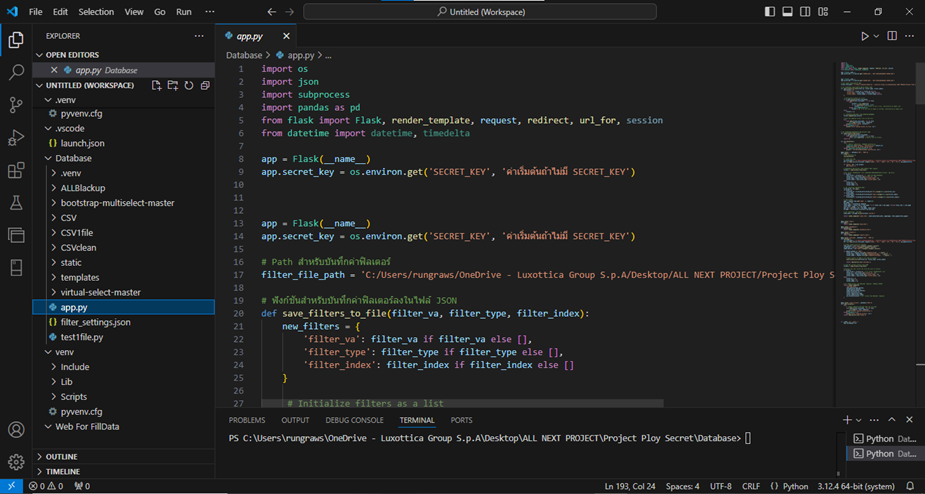 File Edit Selection View Go Run ··· Untitled (Workspace)
EXPLORER ···
OPEN EDITORS
app.py Database
UNTITLED (WORKSPACE)
.venv
pyvenv.cfg
.vscode
launch.json
Database
.venv
ALLBlackup
bootstrap-multiselect-master
CSV
CSV1file
CSVclean
static
templates
virtual-select-master
app.py
filter_settings.json
test1file.py
venv
Include
Lib
Scripts
pyvenv.cfg
Web For FillData
OUTLINE
TIMELINE
app.py
Database > app.py > ...
1 import os
2 import json
3 import subprocess
4 import pandas as pd
5 from flask import Flask, render_template, request, redirect, url_for, session
6 from datetime import datetime, timedelta
7
8 app = Flask(__name__)
9 app.secret_key = os.environ.get('SECRET_KEY', 'ค่าเริ่มต้นถ้าไม่มี SECRET_KEY')
10
11
12
13 app = Flask(__name__)
14 app.secret_key = os.environ.get('SECRET_KEY', 'ค่าเริ่มต้นถ้าไม่มี SECRET_KEY')
15
16 # Path สำหรับบันทึกค่าฟิลเตอร์
17 filter_file_path = 'C:/Users/rungraws/OneDrive - Luxottica Group S.p.A/Desktop/ALL NEXT PROJECT/Project Ploy S
18
19 # ฟังก์ชันสำหรับบันทึกค่าฟิลเตอร์ลงในไฟล์ JSON
20 def save_filters_to_file(filter_va, filter_type, filter_index):
21 new_filters = {
22 'filter_va': filter_va if filter_va else [],
23 'filter_type': filter_type if filter_type else [],
24 'filter_index': filter_index if filter_index else []
25 }
26
27 # Initialize filters as a list
PROBLEMS OUTPUT DEBUG CONSOLE TERMINAL PORTS
PS C:\Users\rungraws\OneDrive - Luxottica Group S.p.A\Desktop\ALL NEXT PROJECT\Project Ploy Secret\Database>
Python Dat...
Python Dat...
0 0 0 Ln 193, Col 24 Spaces: 4 UTF-8 CRLF {} Python 3.12.4 64-bit (system)